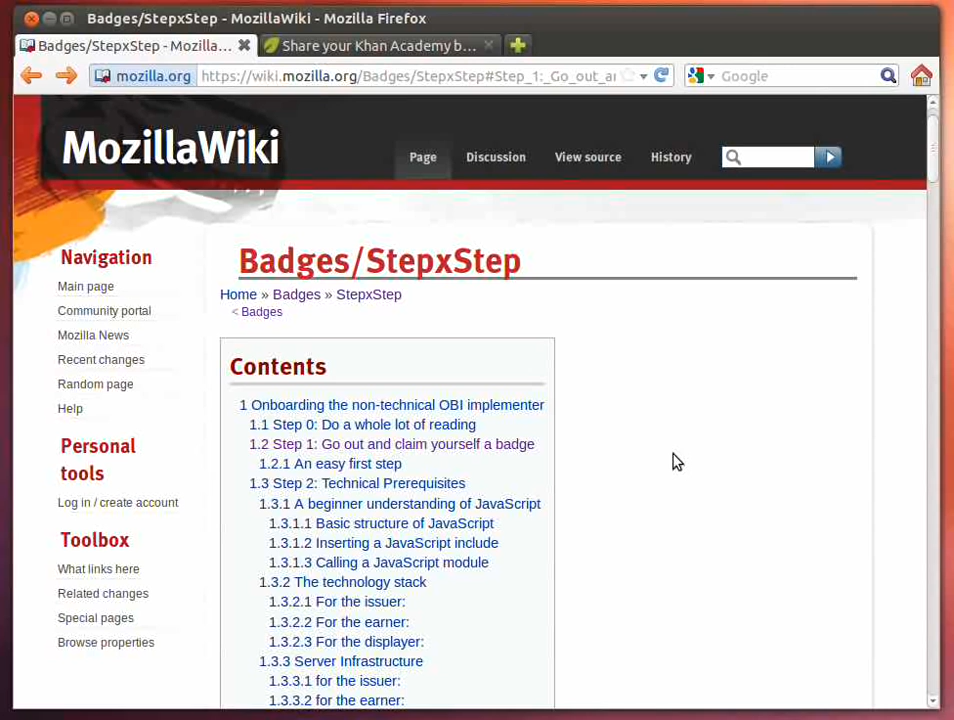 Badges/StepxStep - MozillaWiki - Mozilla Firefox
Badges/StepxStep - Mozilla...
Share your Khan Academy b...
mozilla.org
https://wiki.mozilla.org/Badges/StepxStep#Step_1:_Go_out_a
Google
MozillaWiki
Page
Discussion
View source
History
Navigation
Main page
Community portal
Mozilla News
Recent changes
Random page
Help
Personal
tools
Log in / create account
Toolbox
What links here
Related changes
Special pages
Browse properties
Badges/StepxStep
Home » Badges » StepxStep
< Badges
Contents
1 Onboarding the non-technical OBI implementer
1.1 Step 0: Do a whole lot of reading
1.2 Step 1: Go out and claim yourself a badge
1.2.1 An easy first step
1.3 Step 2: Technical Prerequisites
1.3.1 A beginner understanding of JavaScript
1.3.1.1 Basic structure of JavaScript
1.3.1.2 Inserting a JavaScript include
1.3.1.3 Calling a JavaScript module
1.3.2 The technology stack
1.3.2.1 For the issuer:
1.3.2.2 For the earner:
1.3.2.3 For the displayer:
1.3.3 Server Infrastructure
1.3.3.1 for the issuer:
1.3.3.2 for the earner: